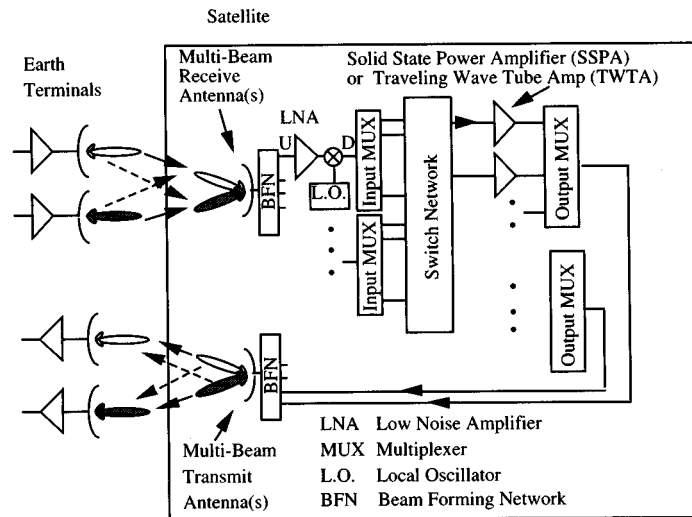 Satellite
Earth
Terminals
Multi-Beam
Receive
Antenna(s)
Solid State Power Amplifier (SSPA)
or Traveling Wave Tube Amp (TWTA)
LNA
U
D
L.O.
BFN
Input MUX
Input MUX
Switch Network
Output MUX
Output MUX
BFN
Multi-Beam
Transmit
Antenna(s)
LNA Low Noise Amplifier
MUX Multiplexer
L.O. Local Oscillator
BFN Beam Forming Network